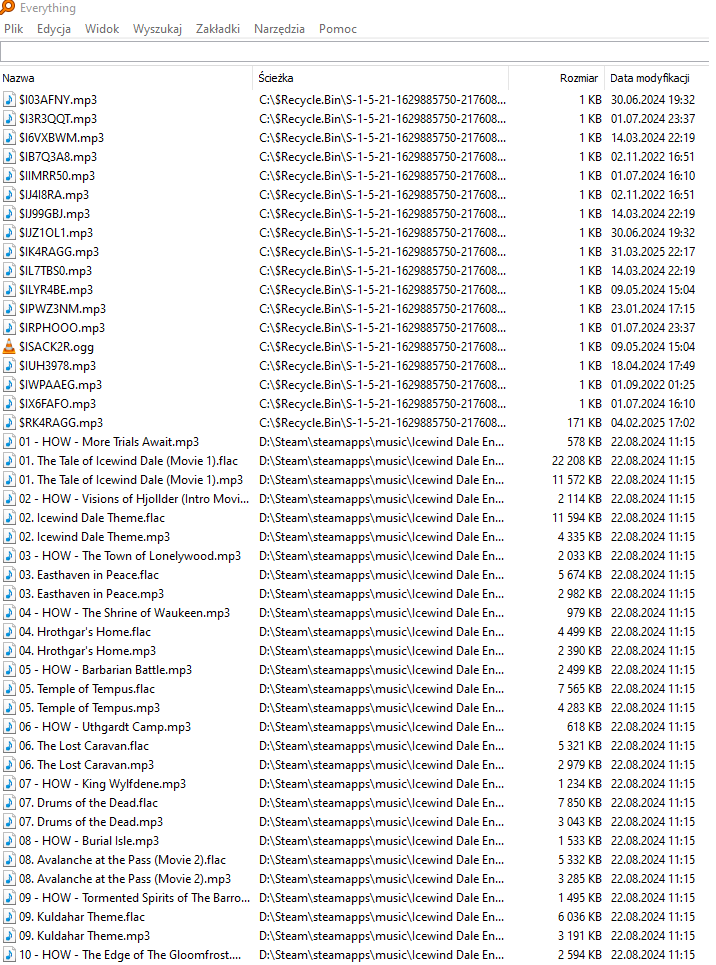 Everything
Plik Edycja Widok Wyszukaj Zakładki Narzędzia Pomoc
Nazwa Ścieżka Rozmiar Data modyfikacji
$I03AFNY.mp3 C:\$Recycle.Bin\S-1-5-21-1629885750-217608... 1 KB 30.06.2024 19:32
$I3R3QQT.mp3 C:\$Recycle.Bin\S-1-5-21-1629885750-217608... 1 KB 01.07.2024 23:37
$I6VXBWM.mp3 C:\$Recycle.Bin\S-1-5-21-1629885750-217608... 1 KB 14.03.2024 22:19
$IB7Q3A8.mp3 C:\$Recycle.Bin\S-1-5-21-1629885750-217608... 1 KB 02.11.2022 16:51
$IIMRR50.mp3 C:\$Recycle.Bin\S-1-5-21-1629885750-217608... 1 KB 01.07.2024 16:10
$IJ4I8RA.mp3 C:\$Recycle.Bin\S-1-5-21-1629885750-217608... 1 KB 02.11.2022 16:51
$IJ99GBJ.mp3 C:\$Recycle.Bin\S-1-5-21-1629885750-217608... 1 KB 14.03.2024 22:19
$IJZ1OL1.mp3 C:\$Recycle.Bin\S-1-5-21-1629885750-217608... 1 KB 30.06.2024 19:32
$IK4RAGG.mp3 C:\$Recycle.Bin\S-1-5-21-1629885750-217608... 1 KB 31.03.2025 22:17
$IL7TBS0.mp3 C:\$Recycle.Bin\S-1-5-21-1629885750-217608... 1 KB 14.03.2024 22:19
$ILYR4BE.mp3 C:\$Recycle.Bin\S-1-5-21-1629885750-217608... 1 KB 09.05.2024 15:04
$IPWZ3NM.mp3 C:\$Recycle.Bin\S-1-5-21-1629885750-217608... 1 KB 23.01.2024 17:15
$IRPHOOO.mp3 C:\$Recycle.Bin\S-1-5-21-1629885750-217608... 1 KB 01.07.2024 23:37
$ISACK2R.ogg C:\$Recycle.Bin\S-1-5-21-1629885750-217608... 1 KB 09.05.2024 15:04
$IUH3978.mp3 C:\$Recycle.Bin\S-1-5-21-1629885750-217608... 1 KB 18.04.2024 17:49
$IWPAAEG.mp3 C:\$Recycle.Bin\S-1-5-21-1629885750-217608... 1 KB 01.09.2022 01:25
$IX6FAFO.mp3 C:\$Recycle.Bin\S-1-5-21-1629885750-217608... 1 KB 01.07.2024 16:10
$RK4RAGG.mp3 C:\$Recycle.Bin\S-1-5-21-1629885750-217608... 171 KB 04.02.2025 17:02
01 - HOW - More Trials Await.mp3 D:\Steam\steamapps\music\Icewind Dale En... 578 KB 22.08.2024 11:15
01. The Tale of Icewind Dale (Movie 1).flac D:\Steam\steamapps\music\Icewind Dale En... 22 208 KB 22.08.2024 11:15
01. The Tale of Icewind Dale (Movie 1).mp3 D:\Steam\steamapps\music\Icewind Dale En... 11 572 KB 22.08.2024 11:15
02 - HOW - Visions of Hjollder (Intro Movi... D:\Steam\steamapps\music\Icewind Dale En... 2 114 KB 22.08.2024 11:15
02. Icewind Dale Theme.flac D:\Steam\steamapps\music\Icewind Dale En... 11 594 KB 22.08.2024 11:15
02. Icewind Dale Theme.mp3 D:\Steam\steamapps\music\Icewind Dale En... 4 335 KB 22.08.2024 11:15
03 - HOW - The Town of Lonelywood.mp3 D:\Steam\steamapps\music\Icewind Dale En... 2 033 KB 22.08.2024 11:15
03. Easthaven in Peace.flac D:\Steam\steamapps\music\Icewind Dale En... 5 674 KB 22.08.2024 11:15
03. Easthaven in Peace.mp3 D:\Steam\steamapps\music\Icewind Dale En... 2 982 KB 22.08.2024 11:15
04 - HOW - The Shrine of Waukeen.mp3 D:\Steam\steamapps\music\Icewind Dale En... 979 KB 22.08.2024 11:15
04. Hrothgar's Home.flac D:\Steam\steamapps\music\Icewind Dale En... 4 499 KB 22.08.2024 11:15
04. Hrothgar's Home.mp3 D:\Steam\steamapps\music\Icewind Dale En... 2 390 KB 22.08.2024 11:15
05 - HOW - Barbarian Battle.mp3 D:\Steam\steamapps\music\Icewind Dale En... 2 499 KB 22.08.2024 11:15
05. Temple of Tempus.flac D:\Steam\steamapps\music\Icewind Dale En... 7 565 KB 22.08.2024 11:15
05. Temple of Tempus.mp3 D:\Steam\steamapps\music\Icewind Dale En... 4 283 KB 22.08.2024 11:15
06 - HOW - Uthgardt Camp.mp3 D:\Steam\steamapps\music\Icewind Dale En... 618 KB 22.08.2024 11:15
06. The Lost Caravan.flac D:\Steam\steamapps\music\Icewind Dale En... 5 321 KB 22.08.2024 11:15
06. The Lost Caravan.mp3 D:\Steam\steamapps\music\Icewind Dale En... 2 979 KB 22.08.2024 11:15
07 - HOW - King Wylfdene.mp3 D:\Steam\steamapps\music\Icewind Dale En... 1 234 KB 22.08.2024 11:15
07. Drums of the Dead.flac D:\Steam\steamapps\music\Icewind Dale En... 7 850 KB 22.08.2024 11:15
07. Drums of the Dead.mp3 D:\Steam\steamapps\music\Icewind Dale En... 3 043 KB 22.08.2024 11:15
08 - HOW - Burial Isle.mp3 D:\Steam\steamapps\music\Icewind Dale En... 1 533 KB 22.08.2024 11:15
08. Avalanche at the Pass (Movie 2).flac D:\Steam\steamapps\music\Icewind Dale En... 5 332 KB 22.08.2024 11:15
08. Avalanche at the Pass (Movie 2).mp3 D:\Steam\steamapps\music\Icewind Dale En... 3 285 KB 22.08.2024 11:15
09 - HOW - Tormented Spirits of The Barro... D:\Steam\steamapps\music\Icewind Dale En... 1 495 KB 22.08.2024 11:15
09. Kuldahar Theme.flac D:\Steam\steamapps\music\Icewind Dale En... 6 036 KB 22.08.2024 11:15
09. Kuldahar Theme.mp3 D:\Steam\steamapps\music\Icewind Dale En... 3 191 KB 22.08.2024 11:15
10 - HOW - The Edge of The Gloomfrost.... D:\Steam\steamapps\music\Icewind Dale En... 2 594 KB 22.08.2024 11:15